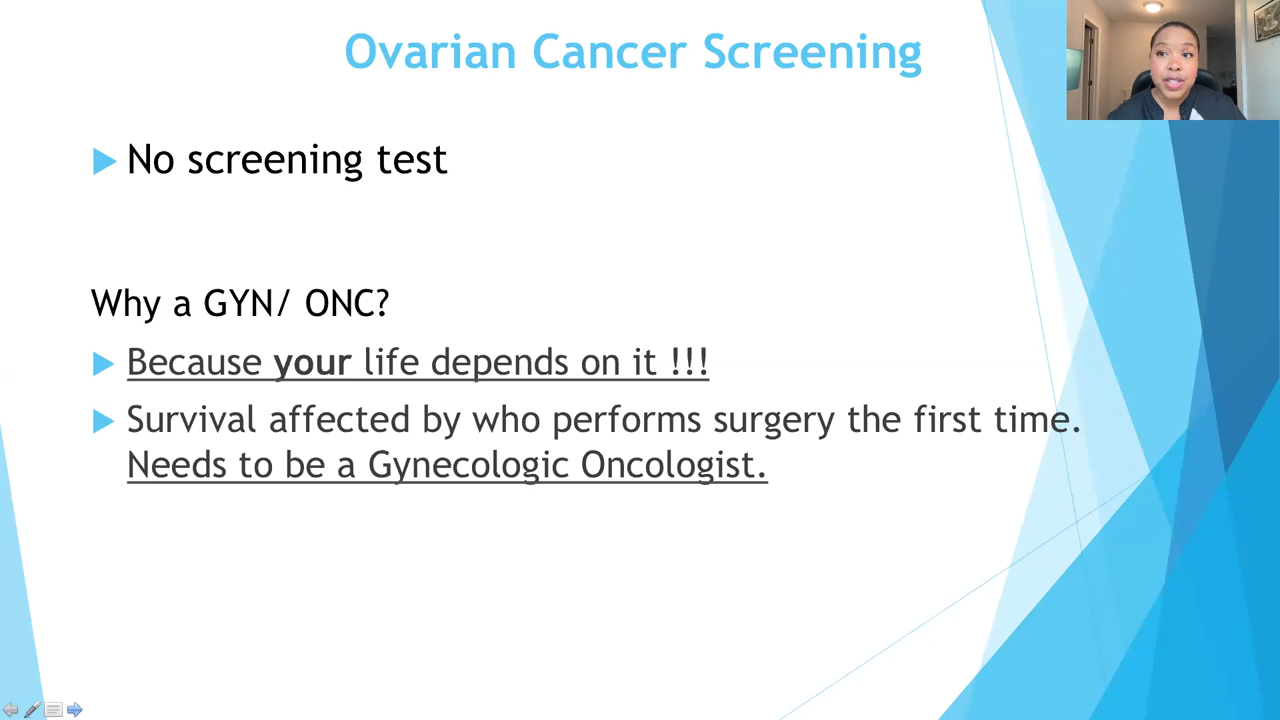 Ovarian Cancer Screening
No screening test
Why a GYN/ ONC?
Because your life depends on it !!!
Survival affected by who performs surgery the first time.
Needs to be a Gynecologic Oncologist.